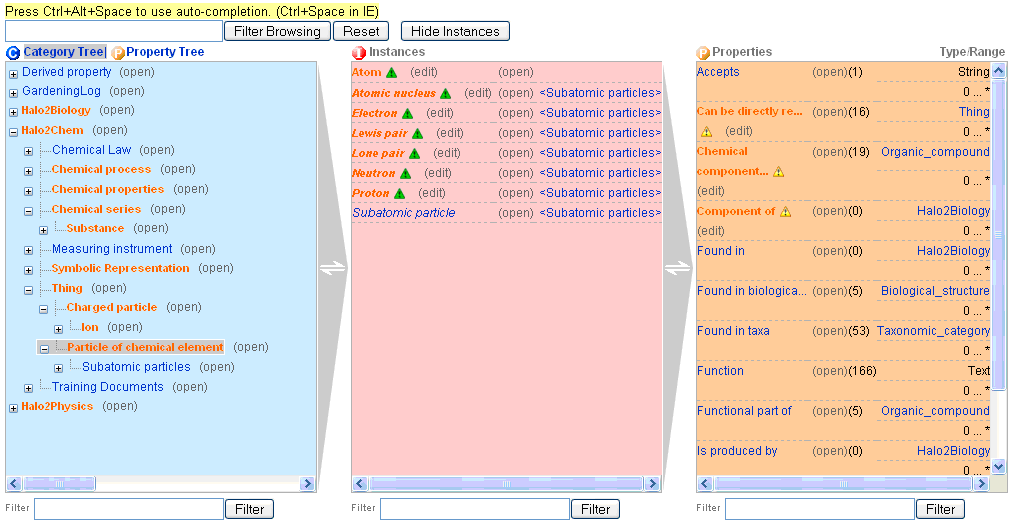 Press Ctrl+Alt+Space to use auto-completion. (Ctrl+Space in IE)
Filter Browsing Reset Hide Instances
Category Tree Property Tree
Derived property (open)
GardeningLog (open)
Halo2Biology (open)
Halo2Chem (open)
Chemical Law (open)
Chemical process (open)
Chemical properties (open)
Chemical series (open)
Substance (open)
Measuring instrument (open)
Symbolic Representation (open)
Thing (open)
Charged particle (open)
Ion (open)
Particle of chemical element (open)
Subatomic particles (open)
Training Documents (open)
Halo2Physics (open)
Filter Filter
Instances
Atom (edit) (open)
Atomic nucleus (edit) (open) <Subatomic particles>
Electron (edit) (open) <Subatomic particles>
Lewis pair (edit) (open) <Subatomic particles>
Lone pair (edit) (open) <Subatomic particles>
Neutron (edit) (open) <Subatomic particles>
Proton (edit) (open) <Subatomic particles>
Subatomic particle (open) <Subatomic particles>
Filter Filter
Properties Type/Range
Accepts (open)(1) String
0 ... *
Can be directly re... (open)(16) Thing
(edit) 0 ... *
Chemical (open)(19) Organic_compound
component... 0 ... *
(edit)
Component of (open)(0) Halo2Biology
(edit) 0 ... *
Found in (open)(0) Halo2Biology
0 ... *
Found in biologica... (open)(5) Biological_structure
0 ... *
Found in taxa (open)(53) Taxonomic_category
0 ... *
Function (open)(166) Text
0 ... *
Functional part of (open)(5) Organic_compound
0 ... *
Is produced by (open)(0) Halo2Biology
0 ... *
Filter Filter